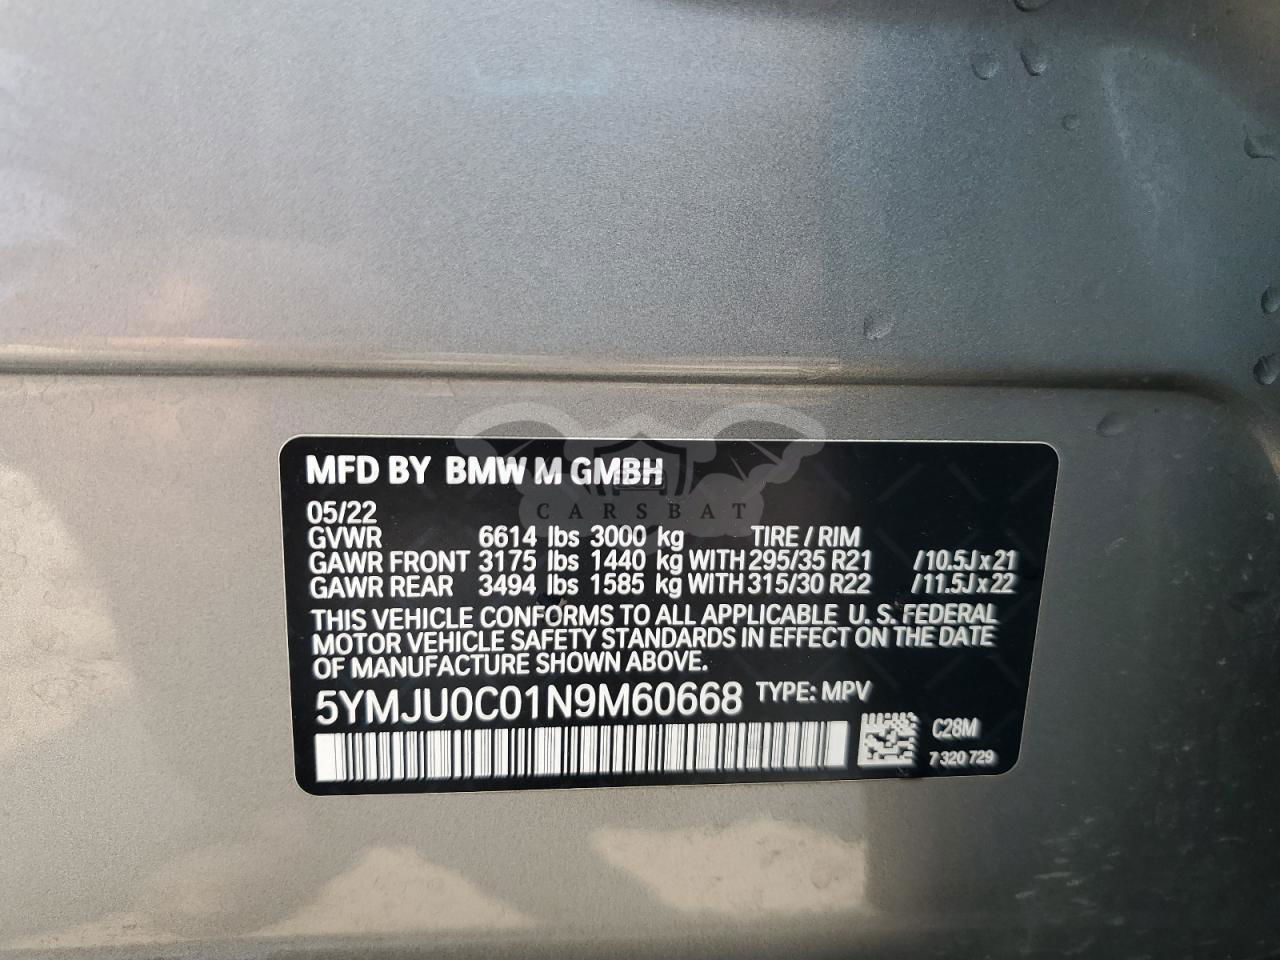 MFD BY BMW M GMBH
CARSBAT
05/22
GVWR 6614 lbs 3000 kg TIRE / RIM
GAWR FRONT 3175 lbs 1440 kg WITH 295/35 R21 /10.5J x 21
GAWR REAR 3494 lbs 1585 kg WITH 315/30 R22 /11.5J x 22
THIS VEHICLE CONFORMS TO ALL APPLICABLE U. S. FEDERAL
MOTOR VEHICLE SAFETY STANDARDS IN EFFECT ON THE DATE
OF MANUFACTURE SHOWN ABOVE.
5YMJU0C01N9M60668 TYPE: MPV
C28M
7 320 729